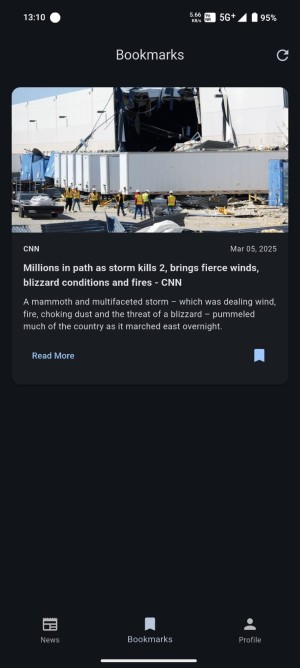 13:10
5.66
KB/s
5G+
95%
Bookmarks
CNN
Mar 05, 2025
Millions in path as storm kills 2, brings fierce winds,
blizzard conditions and fires - CNN
A mammoth and multifaceted storm – which was dealing wind,
fire, choking dust and the threat of a blizzard – pummeled
much of the country as it marched east overnight.
Read More
News
Bookmarks
Profile